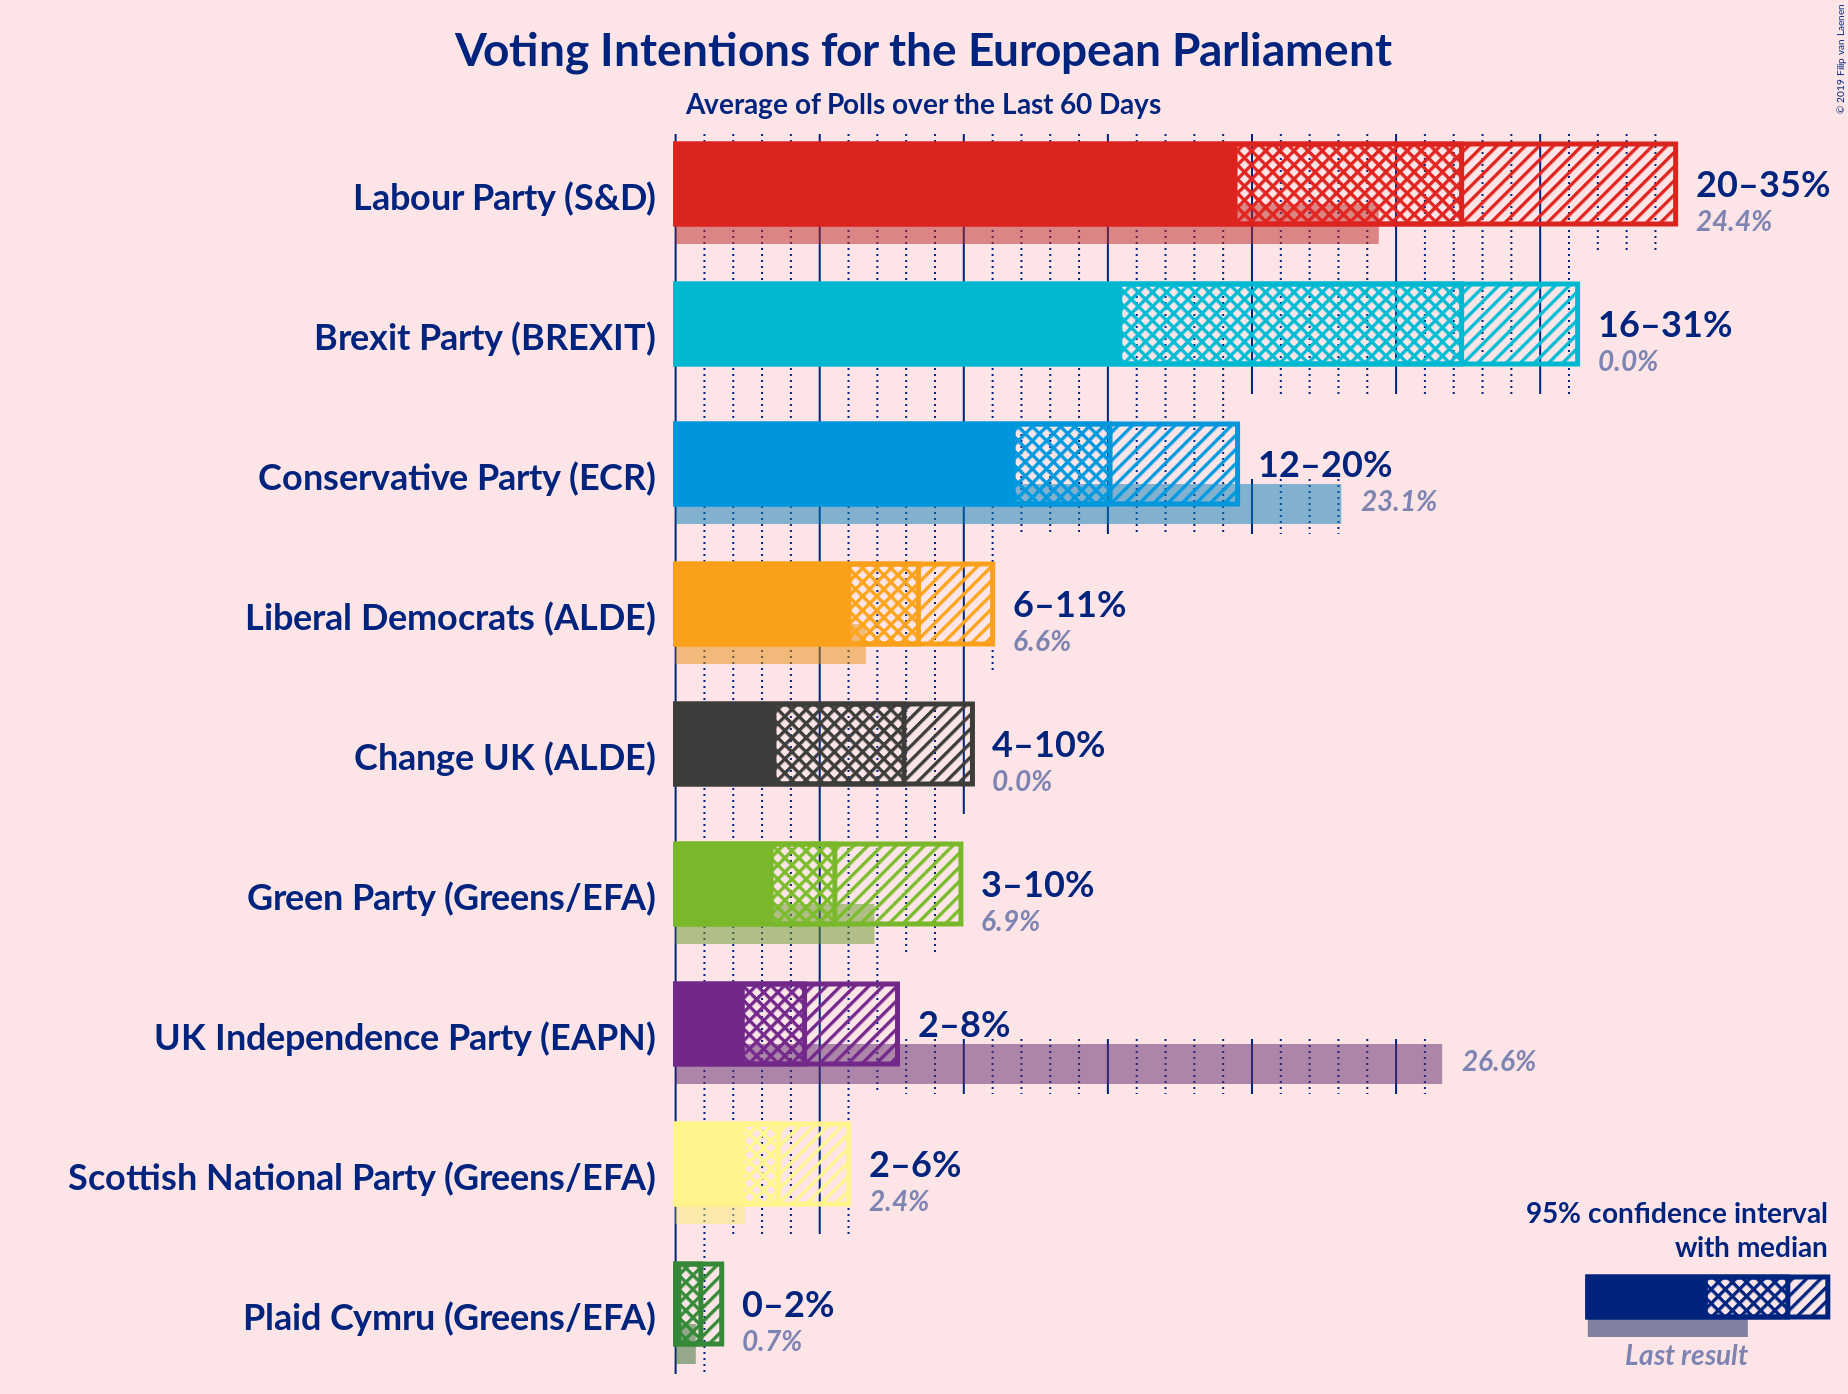 Voting Intentions for the European Parliament
Average of Polls over the Last 60 Days
© 2019 Filip van Laenen
Labour Party (S&D)
20–35%
24.4%
Brexit Party (BREXIT)
16–31%
0.0%
Conservative Party (ECR)
12–20%
23.1%
Liberal Democrats (ALDE)
6–11%
6.6%
Change UK (ALDE)
4–10%
0.0%
Green Party (Greens/EFA)
3–10%
6.9%
UK Independence Party (EAPN)
2–8%
26.6%
Scottish National Party (Greens/EFA)
2–6%
2.4%
Plaid Cymru (Greens/EFA)
0–2%
0.7%
95% confidence interval
with median
Last result